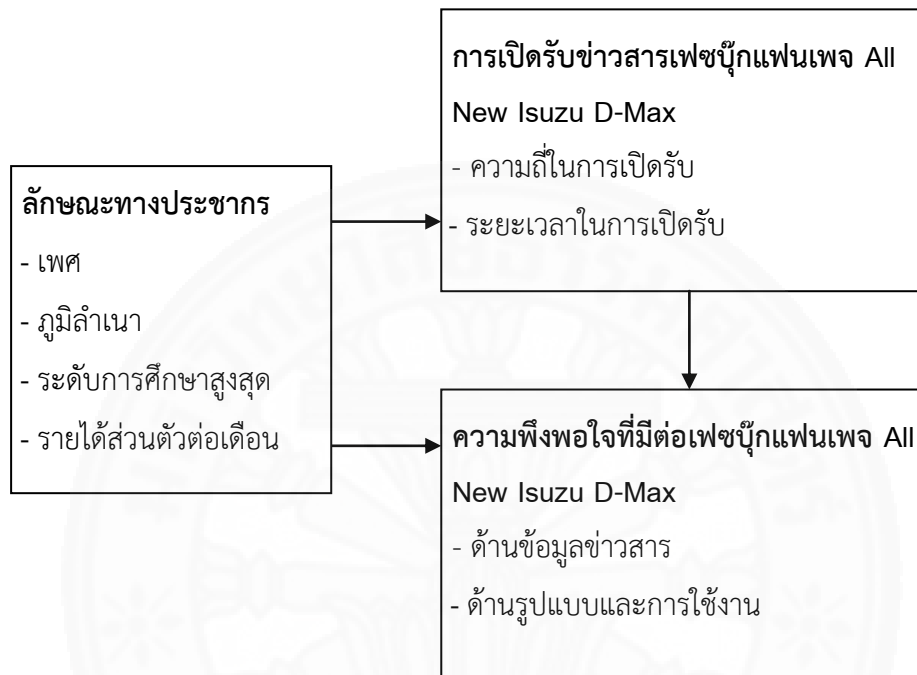 การเปิดรับข่าวสารเฟซบุ๊กแฟนเพจ All
New Isuzu D-Max
- ความถี่ในการเปิดรับ
- ระยะเวลาในการเปิดรับ
ลักษณะทางประชากร
- เพศ
- ภูมิลำเนา
- ระดับการศึกษาสูงสุด
- รายได้ส่วนตัวต่อเดือน
ความพึงพอใจที่มีต่อเฟซบุ๊กแฟนเพจ All
New Isuzu D-Max
- ด้านข้อมูลข่าวสาร
- ด้านรูปแบบและการใช้งาน